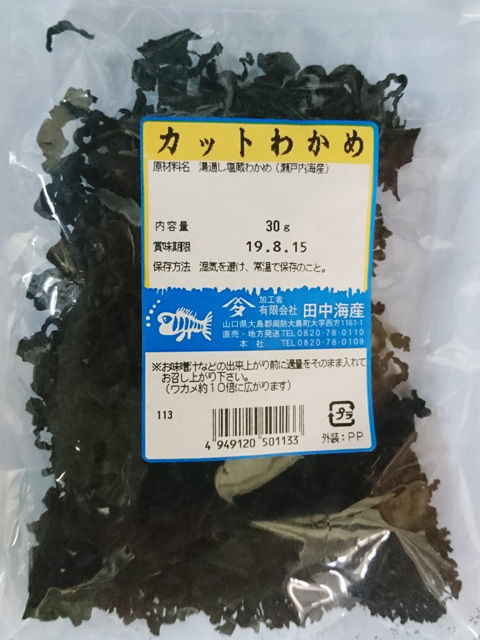 カットわかめ
原材料名 湯通し塩蔵わかめ(瀬戸内海産)
内容量 30g
賞味期限 19.8.15
保存方法 湿気を避け、常温で保存のこと。
加工者
有限会社 田中海産
山口県大島郡周防大島町大字西方1161-1
直売・地方発送 TEL0820-78-0110
本社 TEL0820-78-0109
※お味噌汁などの出来上がり前に適量をそのまま入れて
お召し上がり下さい。
(ワカメ約10倍に広がります)
113
4 949120 501133
プラ
外装:PP